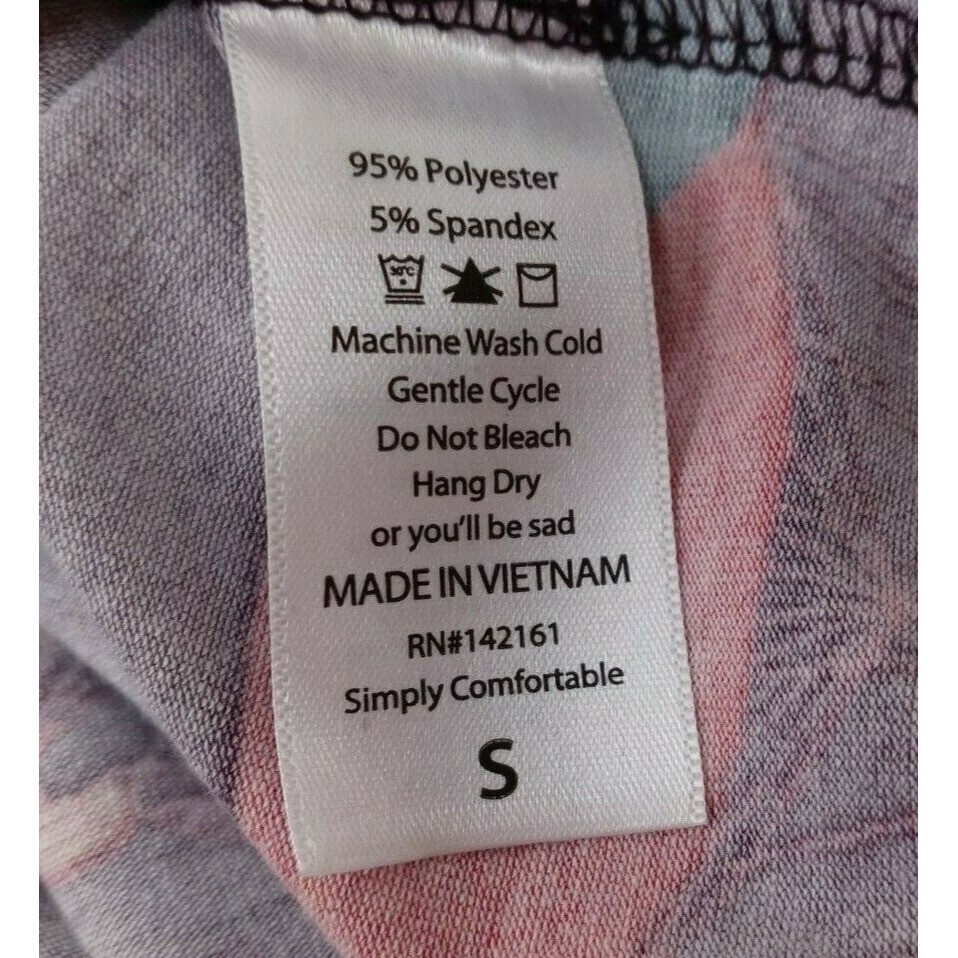 95% Polyester
5% Spandex
30°C
Machine Wash Cold
Gentle Cycle
Do Not Bleach
Hang Dry
or you'll be sad
MADE IN VIETNAM
RN#142161
Simply Comfortable
S